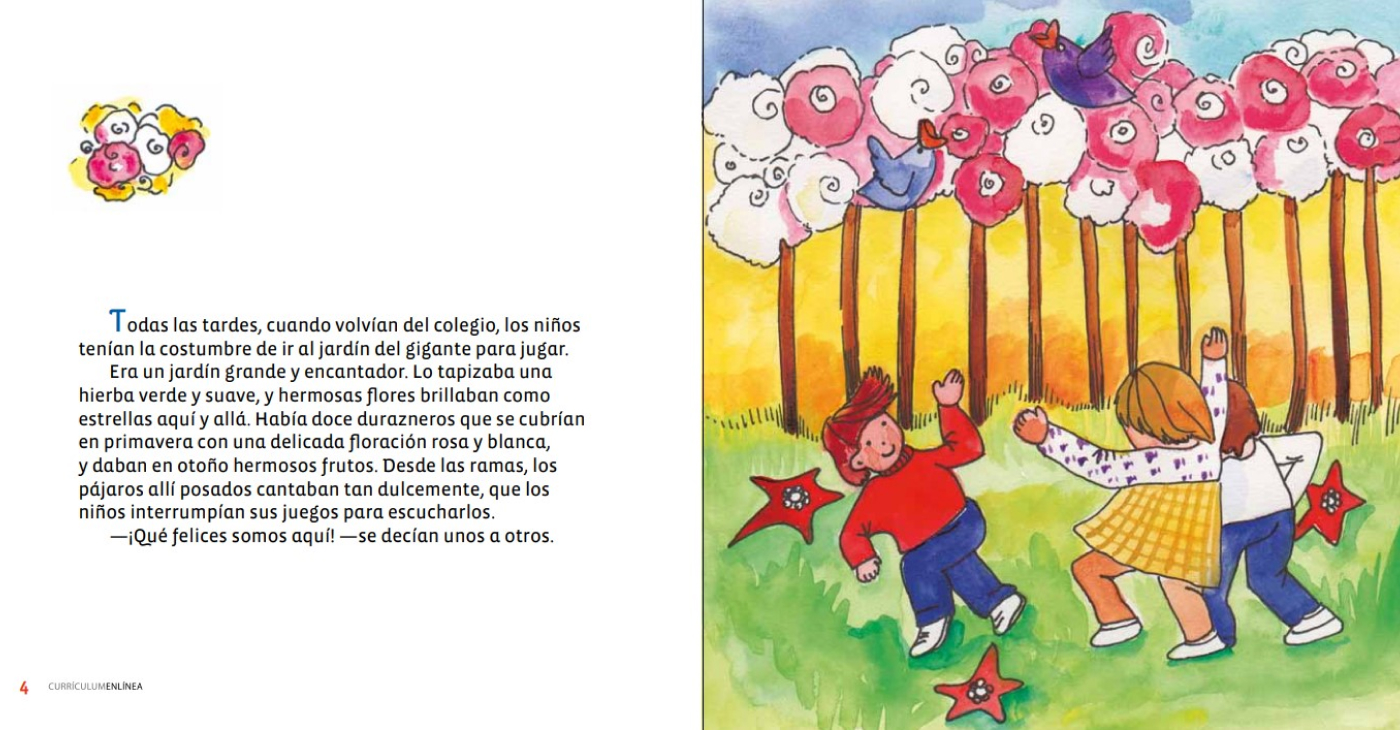 Todas las tardes, cuando volvían del colegio, los niños
tenían la costumbre de ir al jardín del gigante para jugar.
Era un jardín grande y encantador. Lo tapizaba una
hierba verde y suave, y hermosas flores brillaban como
estrellas aquí y allá. Había doce durazneros que se cubrían
en primavera con una delicada floración rosa y blanca,
y daban en otoño hermosos frutos. Desde las ramas, los
pájaros allí posados cantaban tan dulcemente, que los
niños interrumpían sus juegos para escucharlos.
—¡Qué felices somos aquí! —se decían unos a otros.
4 CURRÍCULUMENLÍNEA